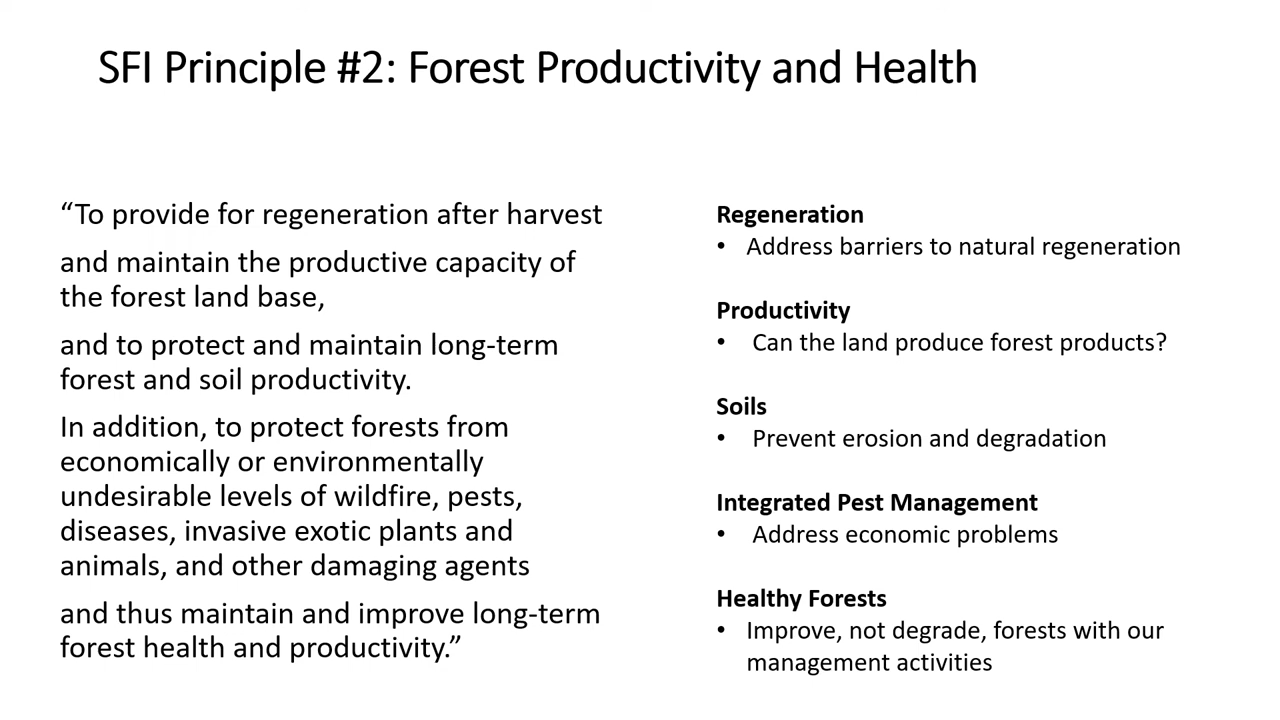 SFI Principle #2: Forest Productivity and Health
“To provide for regeneration after harvest
and maintain the productive capacity of
the forest land base,
and to protect and maintain long-term
forest and soil productivity.
In addition, to protect forests from
economically or environmentally
undesirable levels of wildfire, pests,
diseases, invasive exotic plants and
animals, and other damaging agents
and thus maintain and improve long-term
forest health and productivity.”
Regeneration
• Address barriers to natural regeneration
Productivity
• Can the land produce forest products?
Soils
• Prevent erosion and degradation
Integrated Pest Management
• Address economic problems
Healthy Forests
• Improve, not degrade, forests with our
management activities